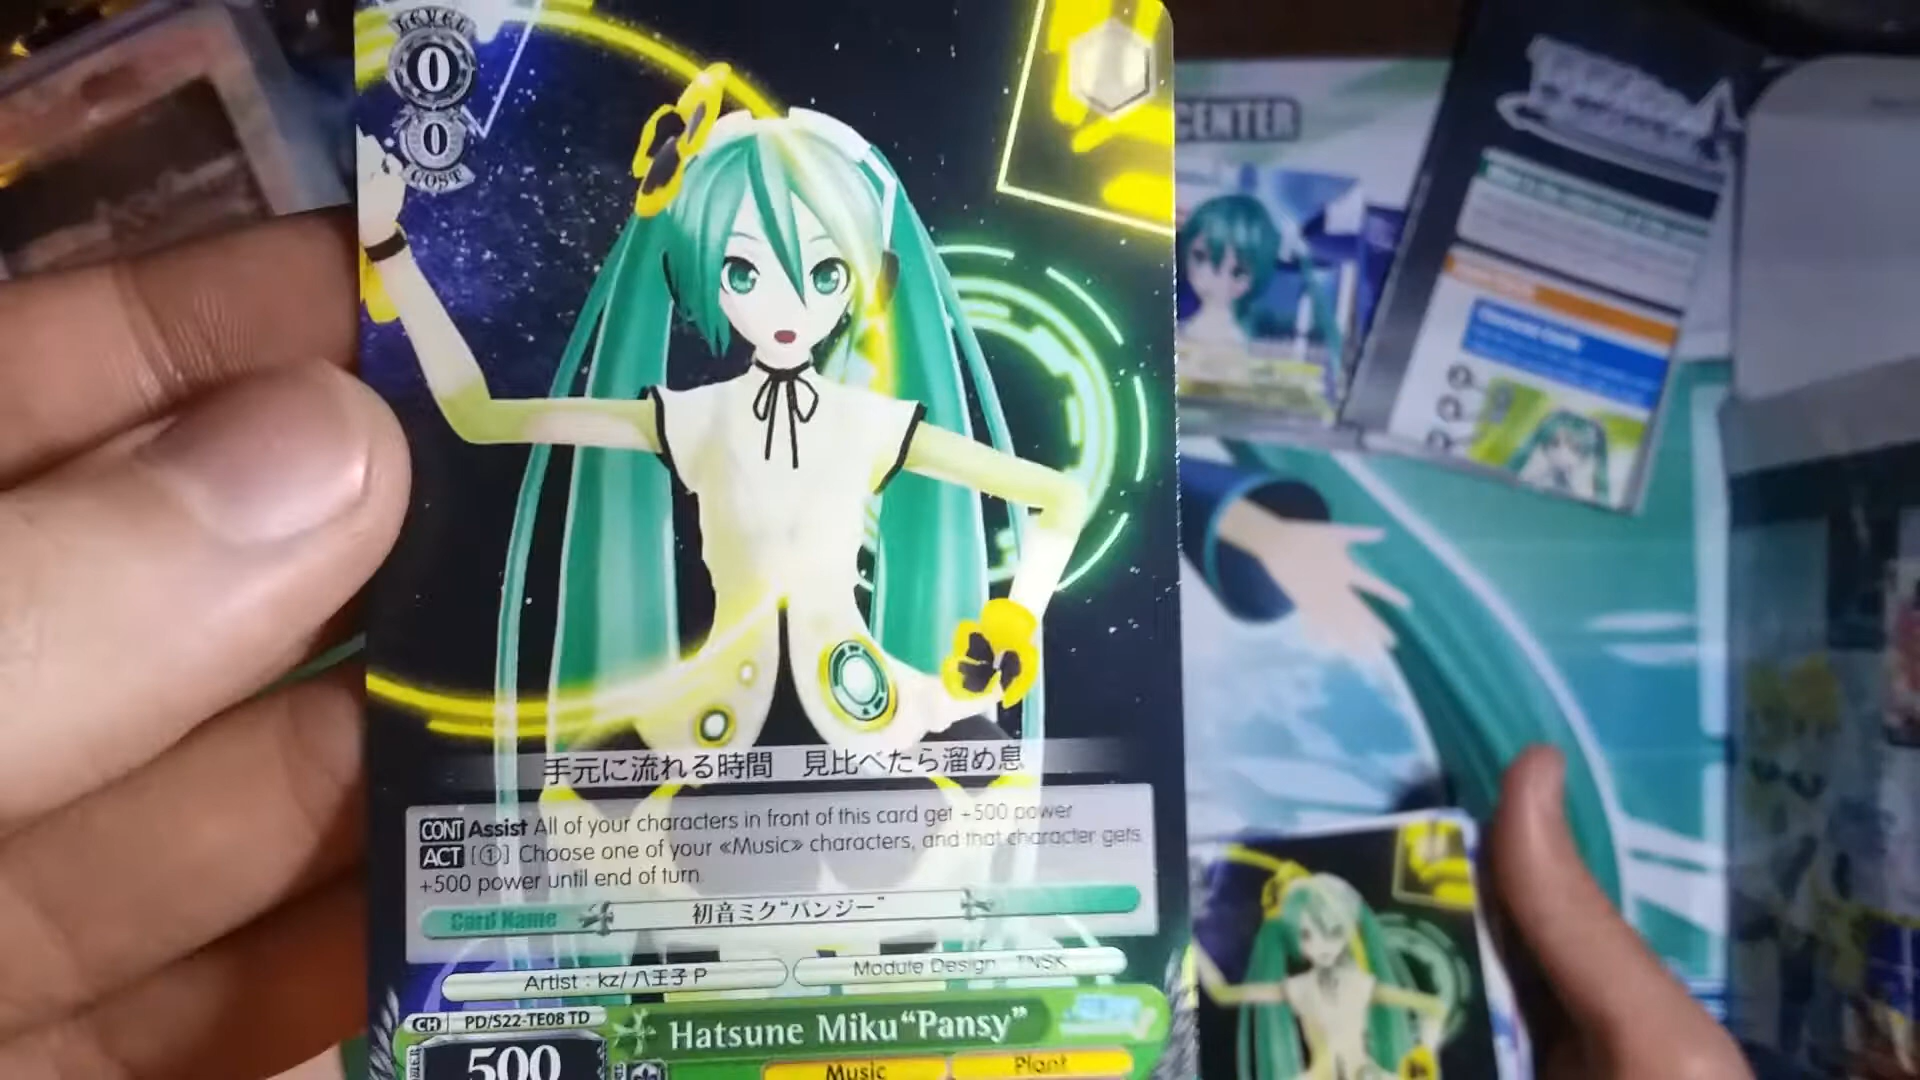 LEVEL
0
0
COST
CENTER
手元に流れる時間 見比べたら溜め息
CONT Assist All of your characters in front of this card get +500 power
ACT [①] Choose one of your «Music» characters, and that character gets
+500 power until end of turn.
Card Name 初音ミク“パンジー”
Artist : kz/八王子P
Module Design : TNSK
CH PD/S22-TE08 TD
Hatsune Miku“Pansy”
500
Music
Plant